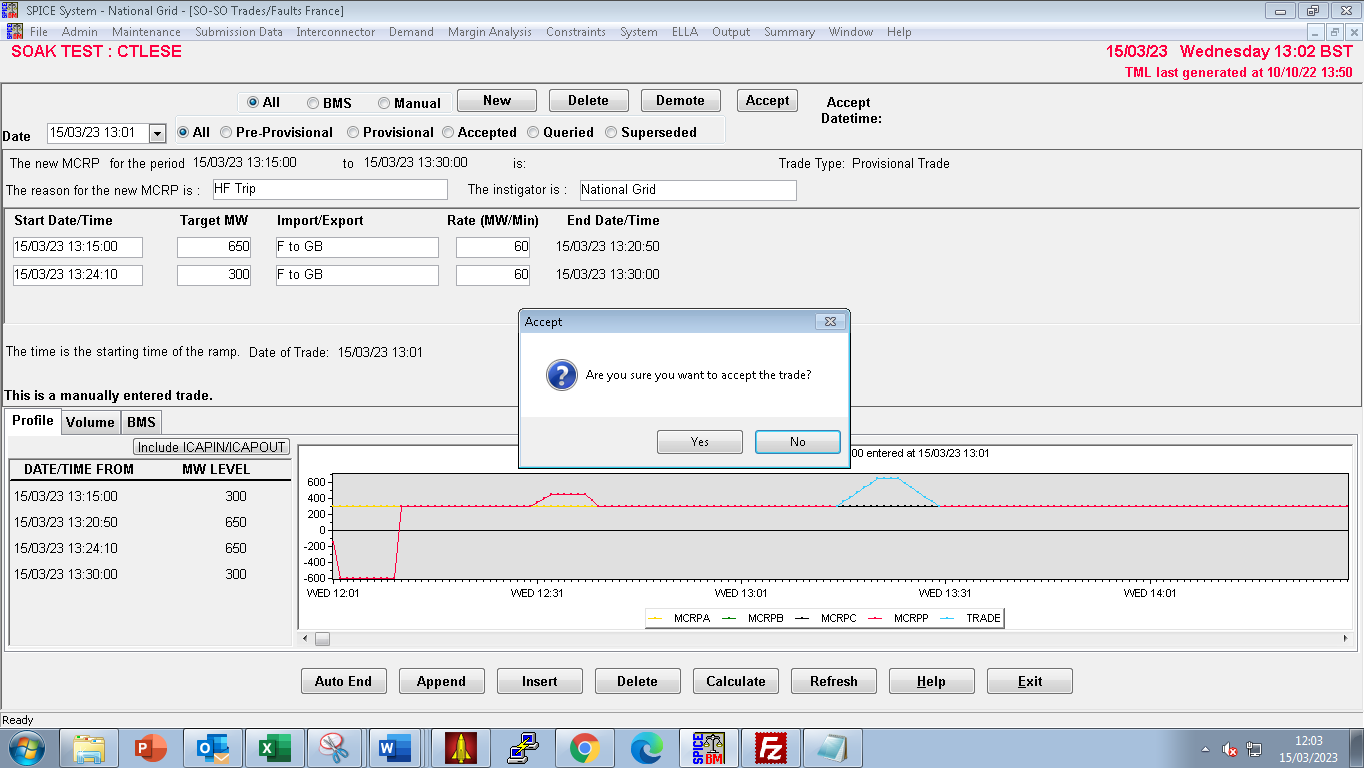 SPICE System - National Grid - [SO-SO Trades/Faults France]
File Admin Maintenance Submission Data Interconnector Demand Margin Analysis Constraints System ELLA Output Summary Window Help
SOAK TEST : CTLESE 15/03/23 Wednesday 13:02 BST
TML last generated at 10/10/22 13:50
All BMS Manual New Delete Demote Accept Accept Datetime:
Date 15/03/23 13:01 All Pre-Provisional Provisional Accepted Queried Superseded
The new MCRP for the period 15/03/23 13:15:00 to 15/03/23 13:30:00 is: Trade Type: Provisional Trade
The reason for the new MCRP is : HF Trip The instigator is : National Grid
Start Date/Time Target MW Import/Export Rate (MW/Min) End Date/Time
15/03/23 13:15:00 650 F to GB 60 15/03/23 13:20:50
15/03/23 13:24:10 300 F to GB 60 15/03/23 13:30:00
Accept
The time is the starting time of the ramp. Date of Trade: 15/03/23 13:01
Are you sure you want to accept the trade?
This is a manually entered trade.
Yes No
Profile Volume BMS
Include ICAPIN/ICAPOUT
00 entered at 15/03/23 13:01
DATE/TIME FROM MW LEVEL
15/03/23 13:15:00 300
15/03/23 13:20:50 650
15/03/23 13:24:10 650
15/03/23 13:30:00 300
600
400
200
0
-200
-400
-600
WED 12:01 WED 12:31 WED 13:01 WED 13:31 WED 14:01
MCRPA MCRPB MCRPC MCRPP TRADE
Auto End Append Insert Delete Calculate Refresh Help Exit
Ready
SPICE
BMI
12:03
15/03/2023